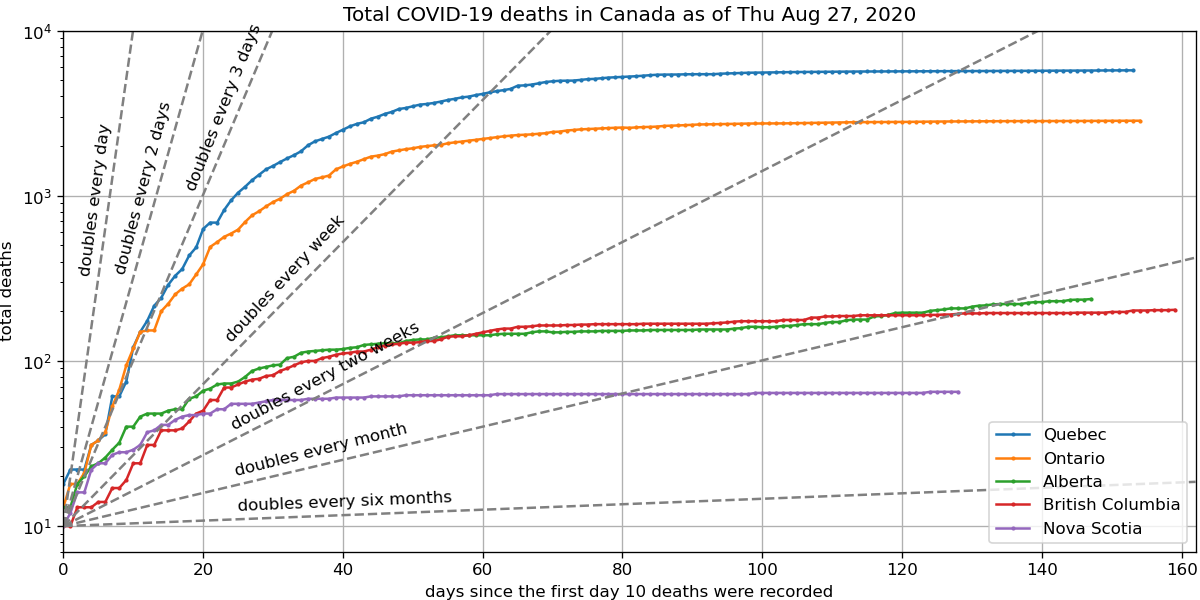 Total COVID-19 deaths in Canada as of Thu Aug 27, 2020
total deaths
10⁴
10³
10²
10¹
doubles every day
doubles every 2 days
doubles every 3 days
doubles every week
doubles every two weeks
doubles every month
doubles every six months
Quebec
Ontario
Alberta
British Columbia
Nova Scotia
0 20 40 60 80 100 120 140 160
days since the first day 10 deaths were recorded